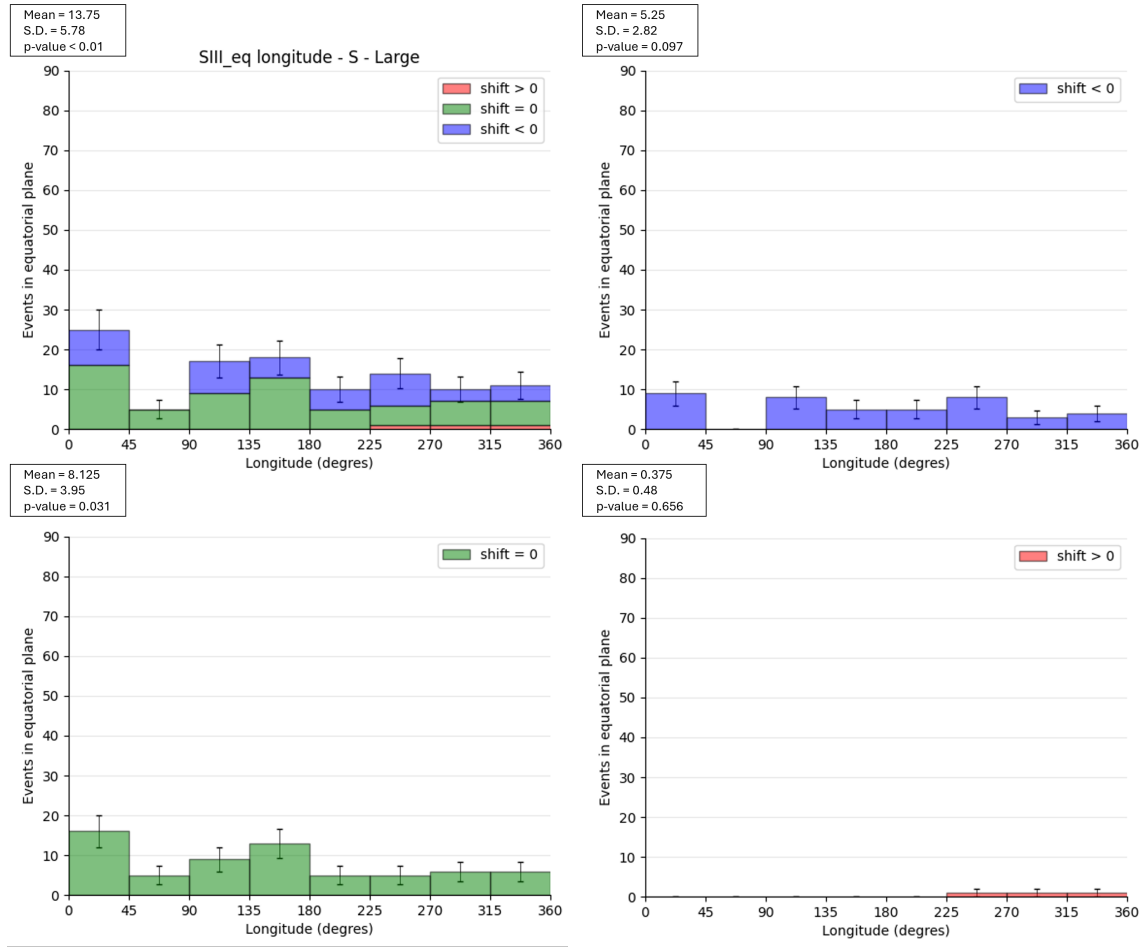 Mean = 13.75
S.D. = 5.78
p-value < 0.01
SIII_eq longitude - S - Large
shift > 0
shift = 0
shift < 0
Events in equatorial plane
90
80
70
60
50
40
30
20
10
0
0 45 90 135 180 225 270 315 360
Longitude (degres)
Mean = 5.25
S.D. = 2.82
p-value = 0.097
shift < 0
Events in equatorial plane
90
80
70
60
50
40
30
20
10
0
0 45 90 135 180 225 270 315 360
Longitude (degres)
Mean = 8.125
S.D. = 3.95
p-value = 0.031
shift = 0
Events in equatorial plane
90
80
70
60
50
40
30
20
10
0
0 45 90 135 180 225 270 315 360
Longitude (degres)
Mean = 0.375
S.D. = 0.48
p-value = 0.656
shift > 0
Events in equatorial plane
90
80
70
60
50
40
30
20
10
0
0 45 90 135 180 225 270 315 360
Longitude (degres)